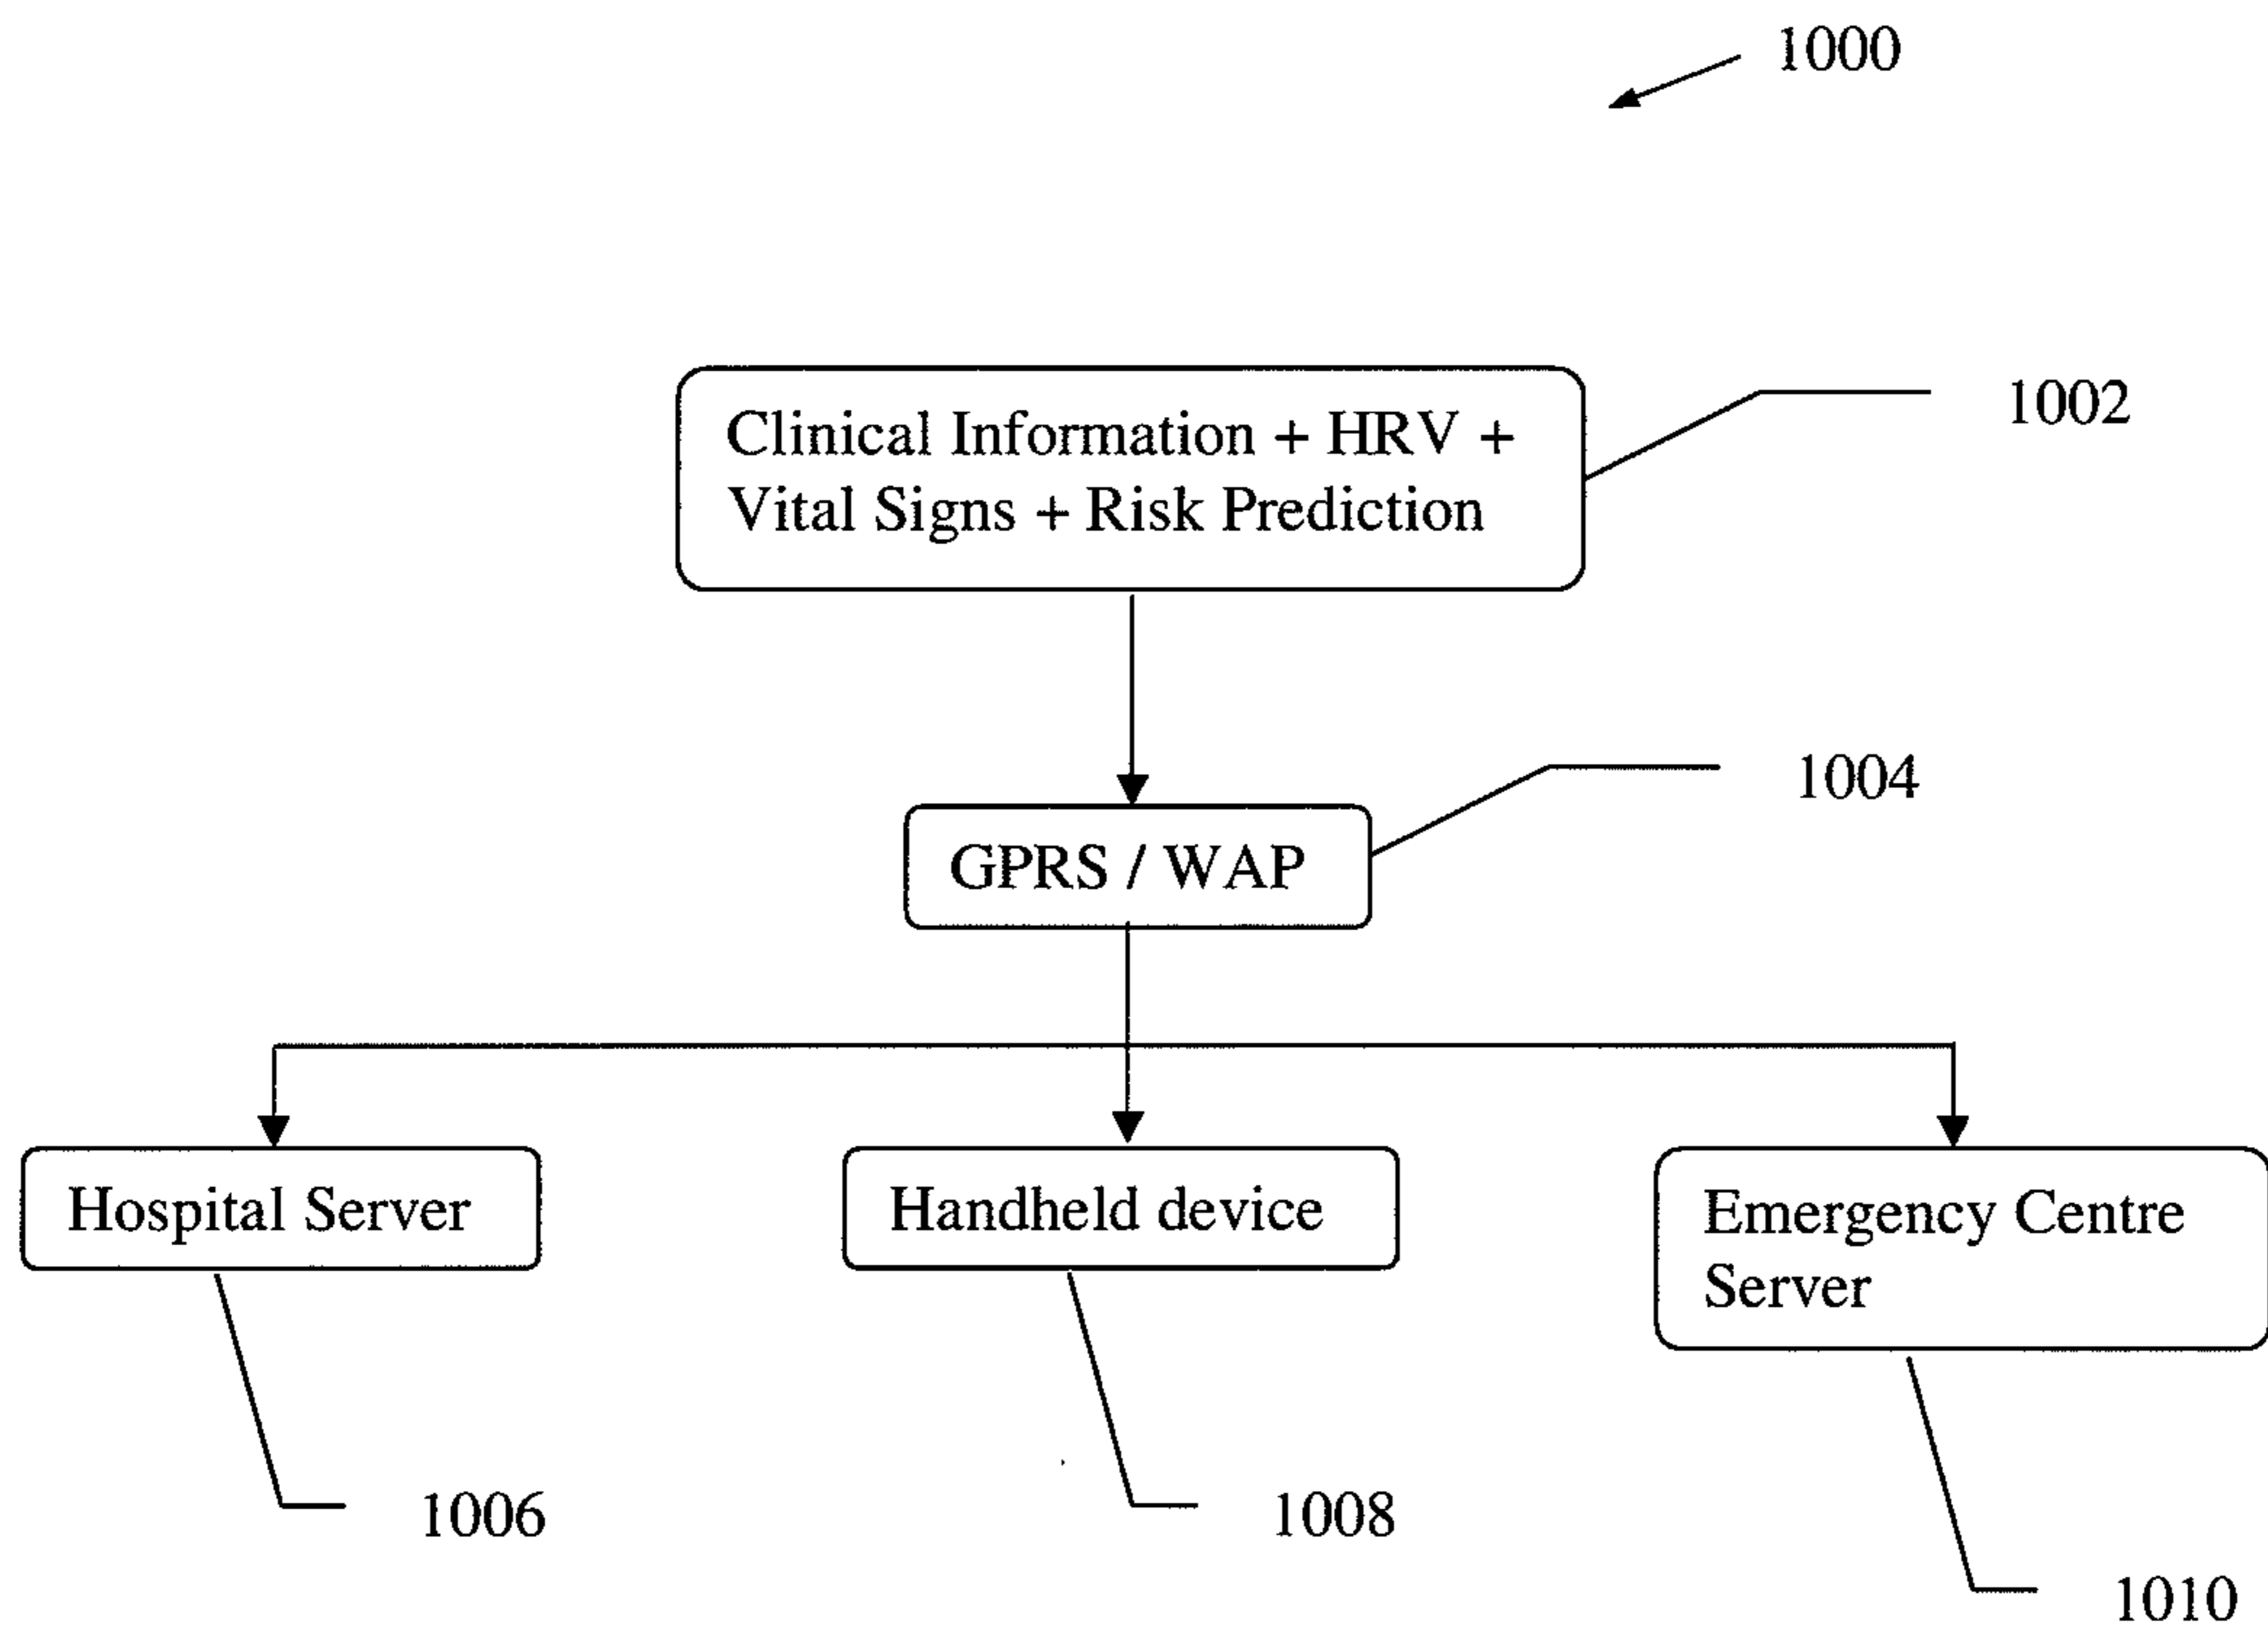 1000
Clinical Information + HRV +
Vital Signs + Risk Prediction
1002
GPRS / WAP
1004
Hospital Server
Handheld device
Emergency Centre
Server
1006
1008
1010